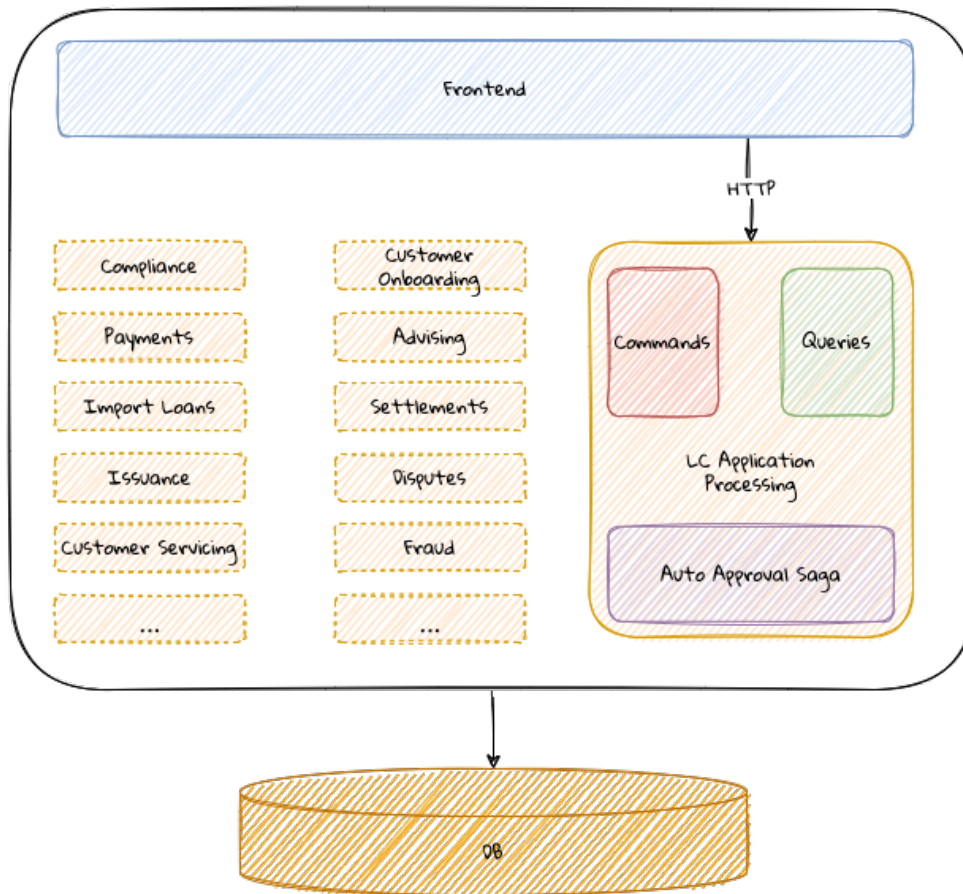 Frontend
HTTP
Compliance
Customer
Onboarding
Commands
Queries
Payments
Advising
Import Loans
Settlements
LC Application
Processing
Issuance
Disputes
Customer Servicing
Fraud
Auto Approval Saga
...
...
DB